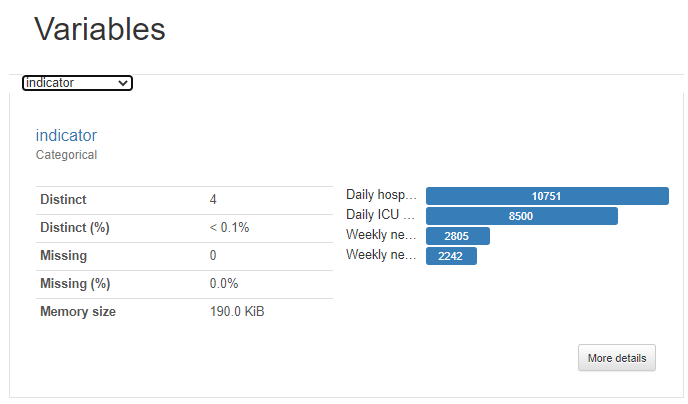 Variables
indicator
indicator
Categorical
Distinct 4
Distinct (%) < 0.1%
Missing 0
Missing (%) 0.0%
Memory size 190.0 KiB
Daily hosp… 10751
Daily ICU … 8500
Weekly ne… 2805
Weekly ne… 2242
More details